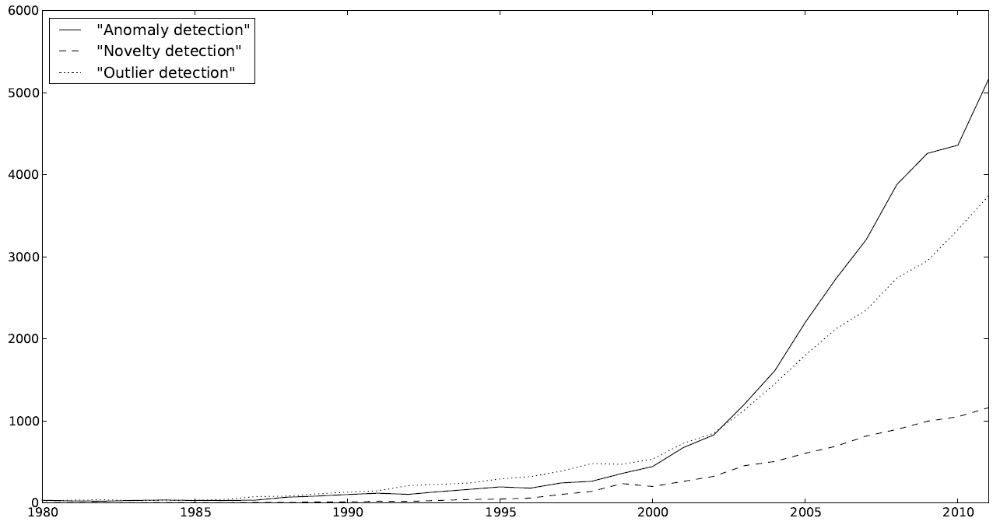 6000
"Anomaly detection"
"Novelty detection"
"Outlier detection"
5000
4000
3000
2000
1000
0
1980 1985 1990 1995 2000 2005 2010